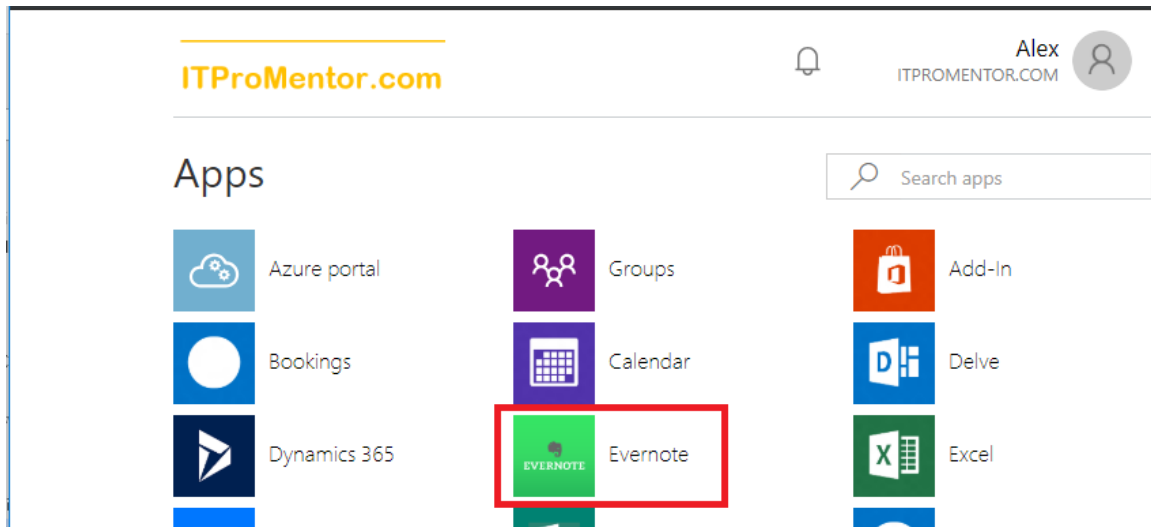 ITProMentor.com
Alex
ITPROMENTOR.COM
Apps
Search apps
Azure portal
Groups
Add-In
Bookings
Calendar
D
Delve
Dynamics 365
EVERNOTE
Evernote
X
Excel